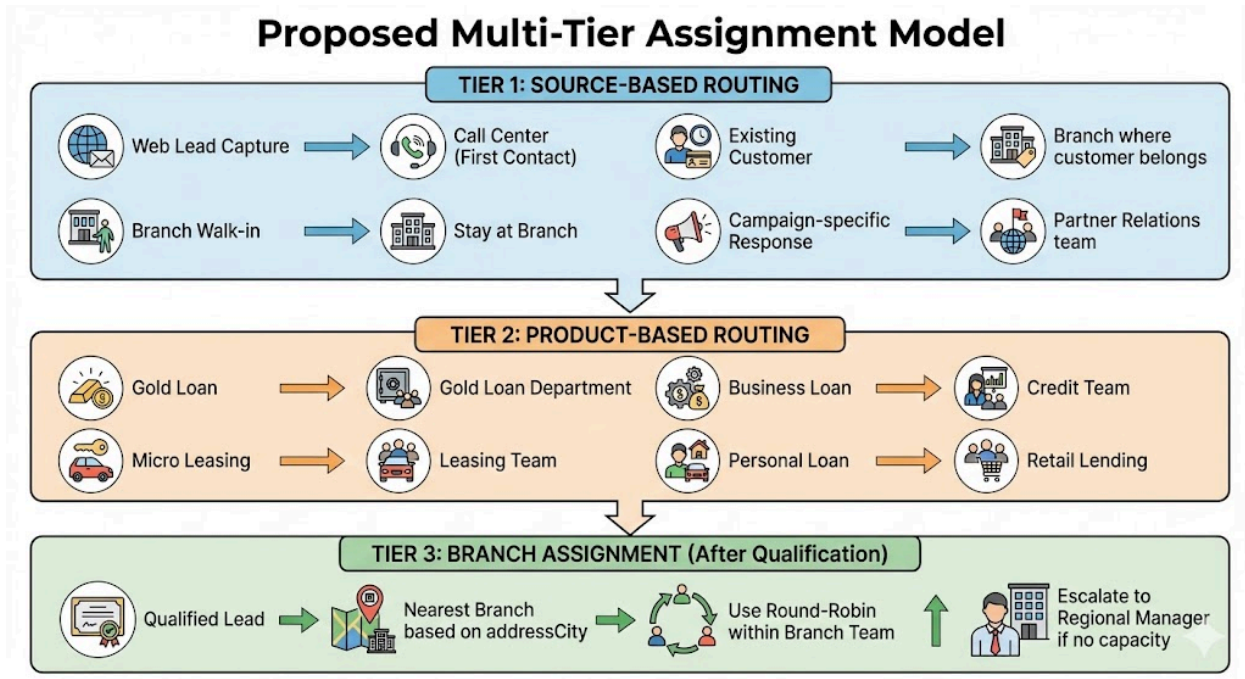 Proposed Multi-Tier Assignment Model
TIER 1: SOURCE-BASED ROUTING
Web Lead Capture
Call Center
(First Contact)
Existing
Customer
Branch where
customer belongs
Branch Walk-in
Stay at Branch
Campaign-specific
Response
Partner Relations
team
TIER 2: PRODUCT-BASED ROUTING
Gold Loan
Gold Loan Department
Business Loan
Credit Team
Micro Leasing
Leasing Team
Personal Loan
Retail Lending
TIER 3: BRANCH ASSIGNMENT (After Qualification)
Qualified Lead
Nearest Branch
based on addressCity
Use Round-Robin
within Branch Team
Escalate to
Regional Manager
if no capacity